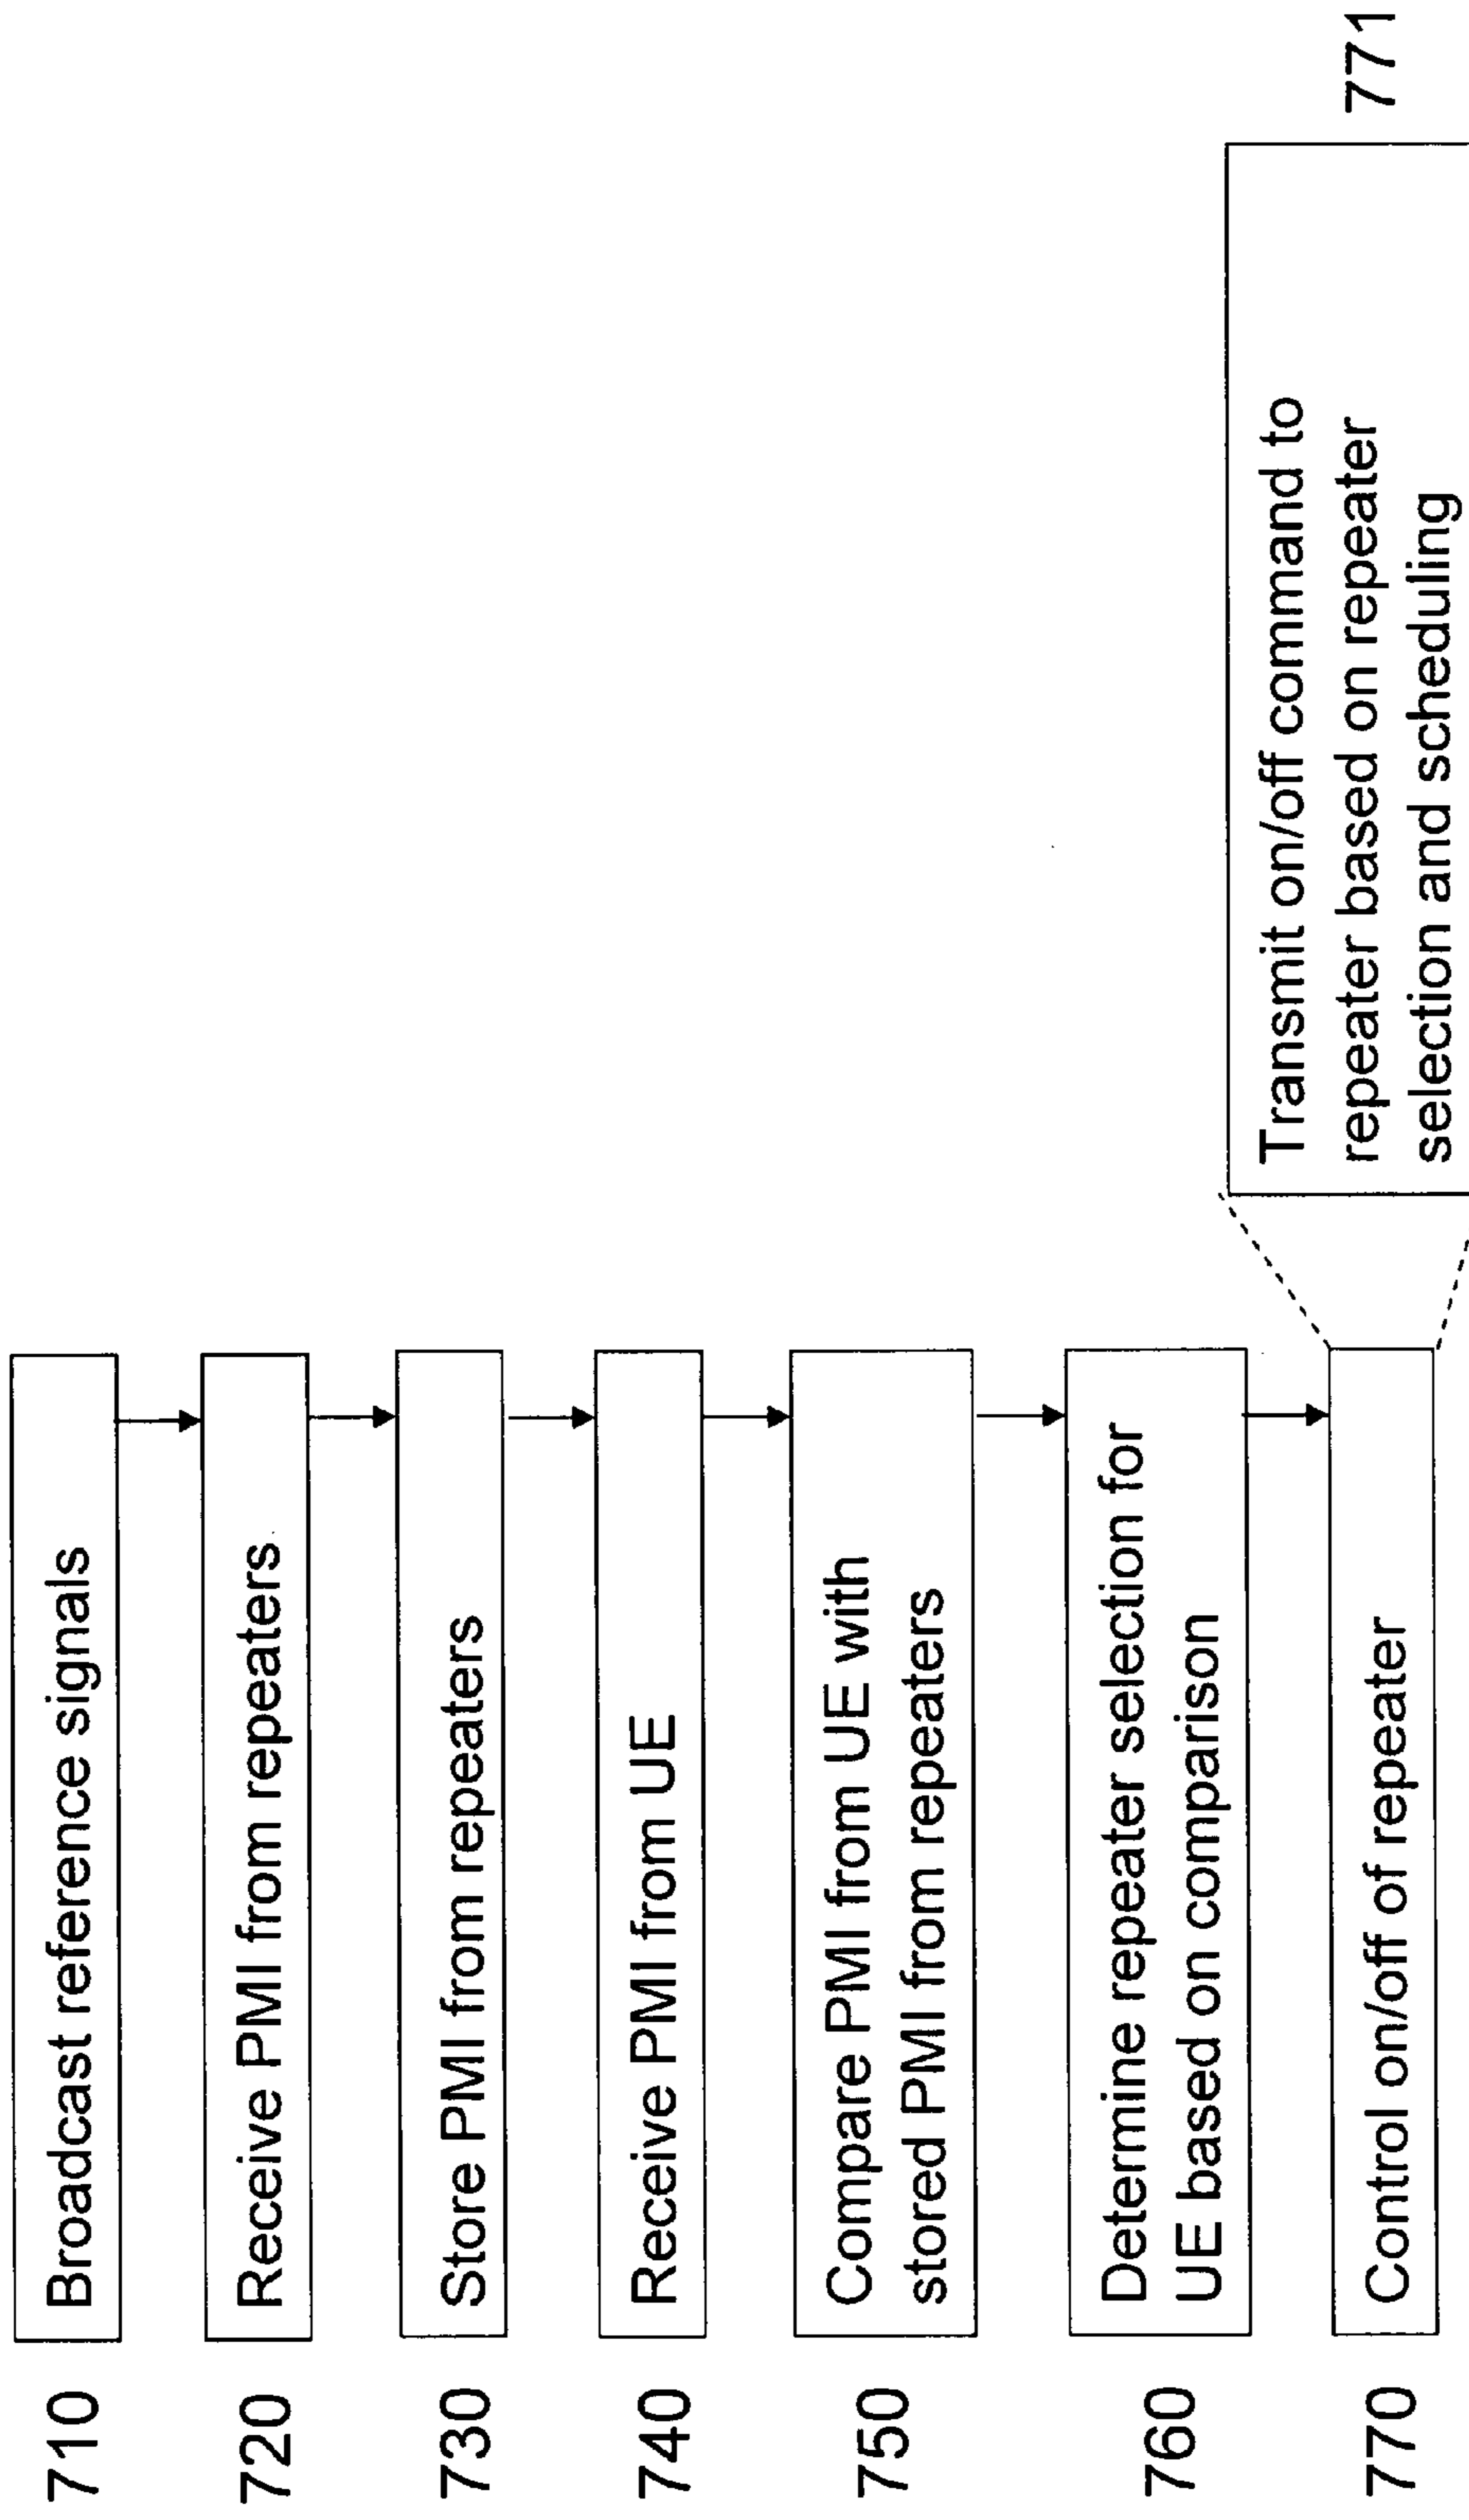 710 Broadcast reference signals
720 Receive PMI from repeaters
730 Store PMI from repeaters
740 Receive PMI from UE
750 Compare PMI from UE with
stored PMI from repeaters
760 Determine repeater selection for
UE based on comparison
770 Control on/off of repeater
Transmit on/off command to
repeater based on repeater
selection and scheduling
771